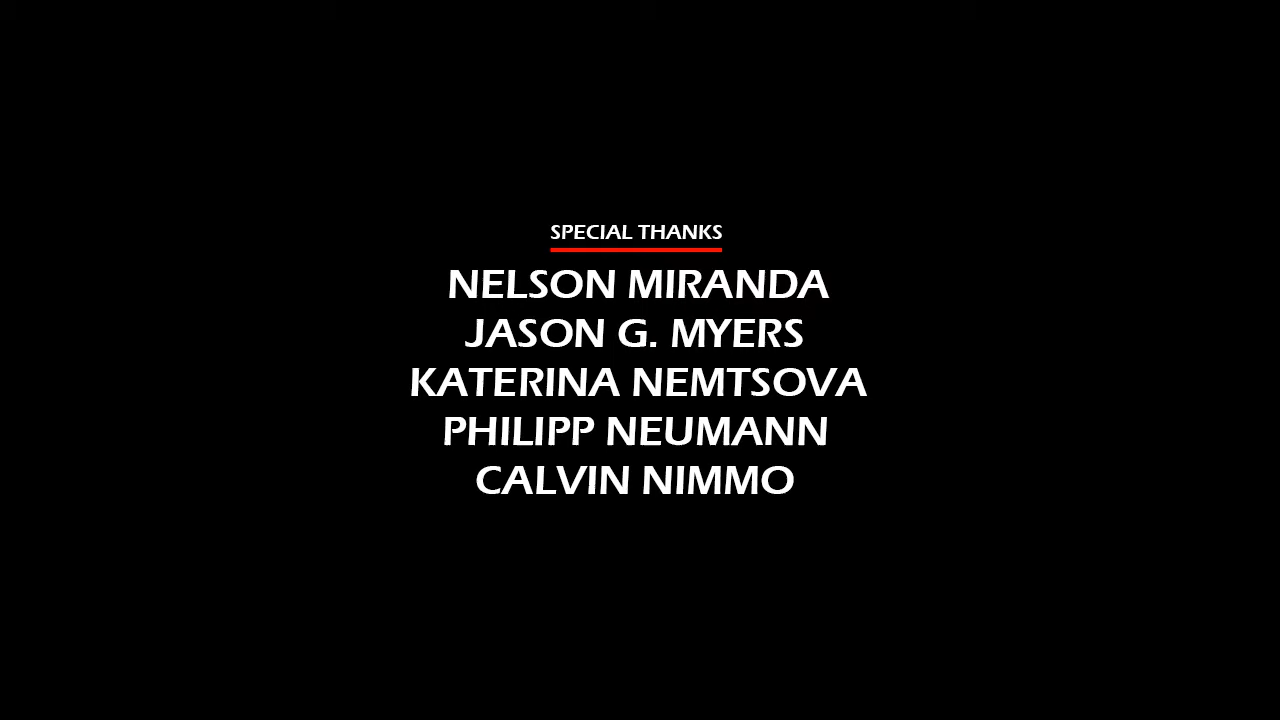 SPECIAL THANKS
NELSON MIRANDA
JASON G. MYERS
KATERINA NEMTSOVA
PHILIPP NEUMANN
CALVIN NIMMO